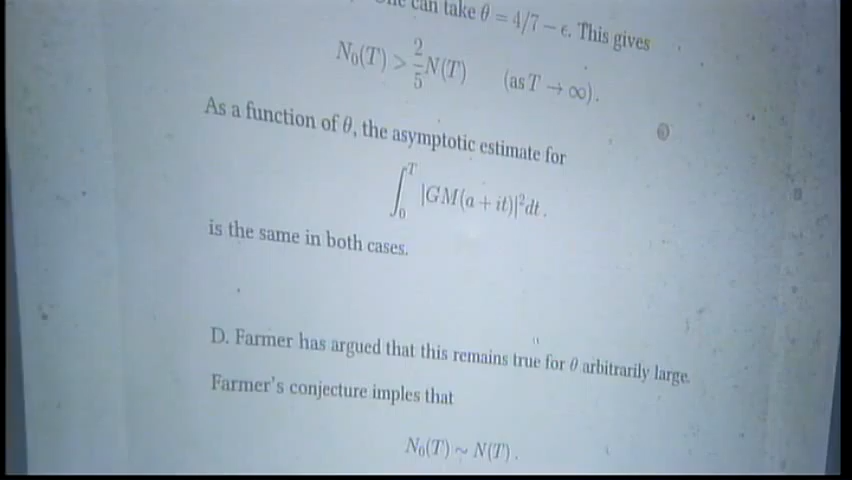 One can take θ = 4/7 − ϵ. This gives
N₀(T) > 2/5 N(T) (as T → ∞).
As a function of θ, the asymptotic estimate for
∫₀ᵀ |GM(a + it)|² dt .
is the same in both cases.
D. Farmer has argued that this remains true for θ arbitrarily large.
Farmer's conjecture imples that
N₀(T) ~ N(T) .